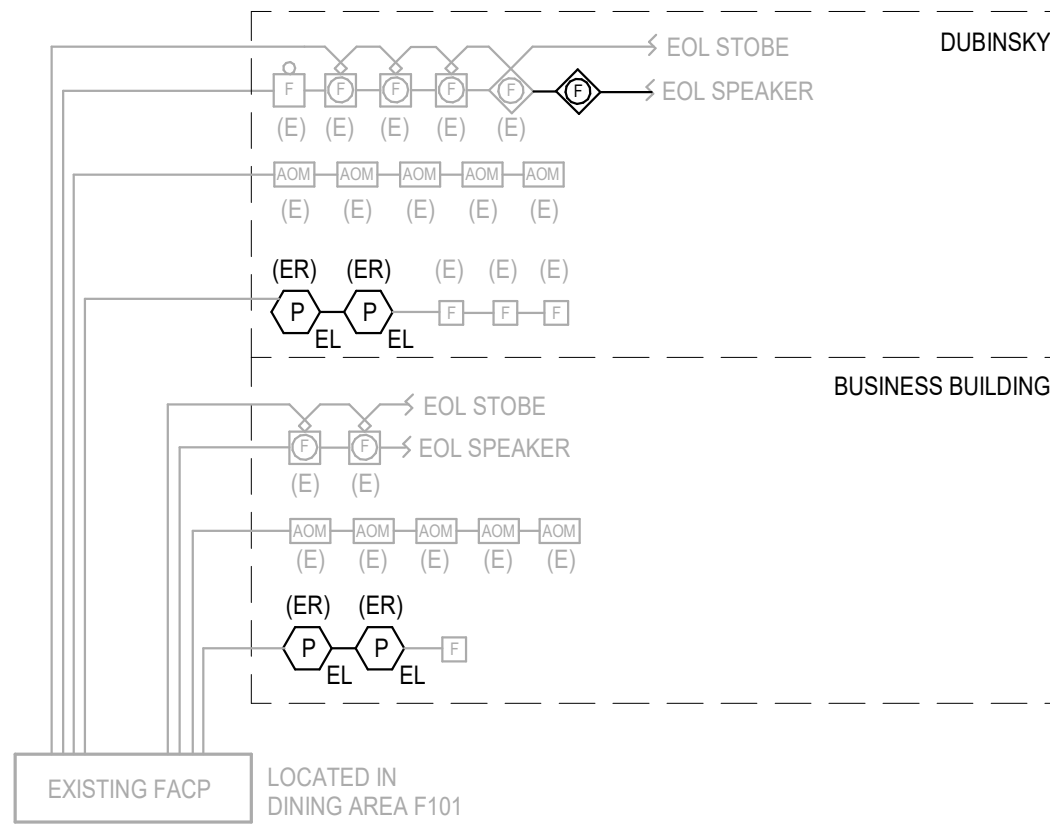 DUBINSKY
EOL STOBE
F F F F F F
EOL SPEAKER
(E) (E) (E) (E) (E)
AOM AOM AOM AOM AOM
(E) (E) (E) (E) (E)
(ER) (ER) (E) (E) (E)
P P F F F
EL EL
BUSINESS BUILDING
EOL STOBE
F F EOL SPEAKER
(E) (E)
AOM AOM AOM AOM AOM
(E) (E) (E) (E) (E)
(ER) (ER)
P P F
EL EL
EXISTING FACP
LOCATED IN
DINING AREA F101